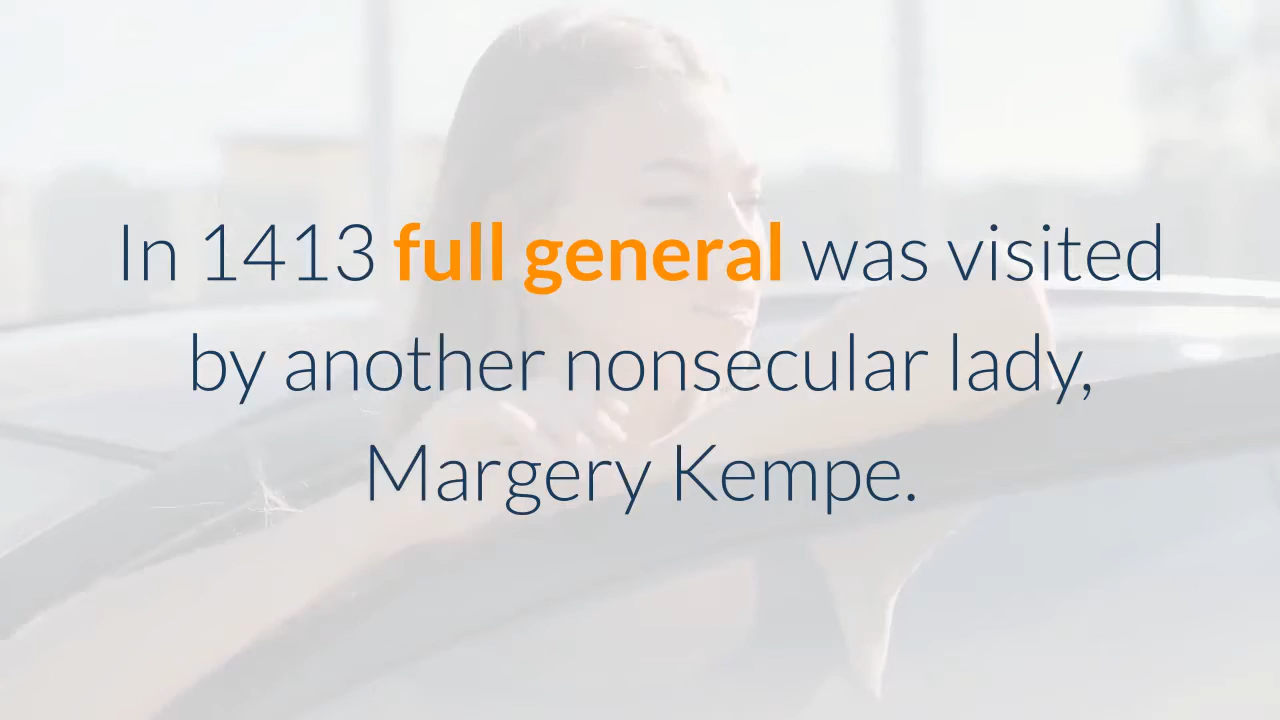 In 1413 full general was visited
by another nonsecular lady,
Margery Kempe.